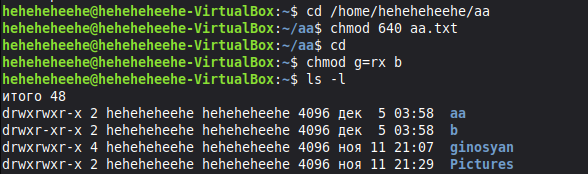 heheheheehe@heheheheehe-VirtualBox:~$ cd /home/heheheheehe/aa
heheheheehe@heheheheehe-VirtualBox:~/aa$ chmod 640 aa.txt
heheheheehe@heheheheehe-VirtualBox:~/aa$ cd
heheheheehe@heheheheehe-VirtualBox:~$ chmod g=rx b
heheheheehe@heheheheehe-VirtualBox:~$ ls -l
итого 48
drwxrwxr-x 2 heheheheehe heheheheehe 4096 дек  5 03:58  aa
drwxr-xr-x 2 heheheheehe heheheheehe 4096 дек  5 03:58  b
drwxrwxr-x 4 heheheheehe heheheheehe 4096 ноя 11 21:07  ginosyan
drwxrwxr-x 2 heheheheehe heheheheehe 4096 ноя 11 21:29  Pictures